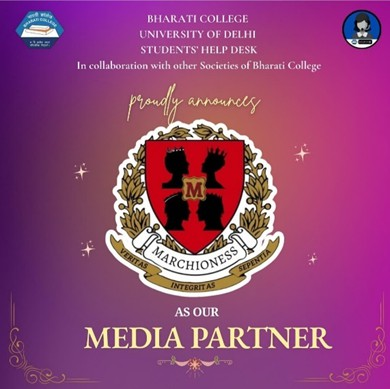 BHARATI COLLEGE
UNIVERSITY OF DELHI
STUDENTS' HELP DESK
In collaboration with other Societies of Bharati College
proudly announces
M
MARCHIONESS
VERITAS
INTEGRITAS
SEPENTIA
AS OUR
MEDIA PARTNER